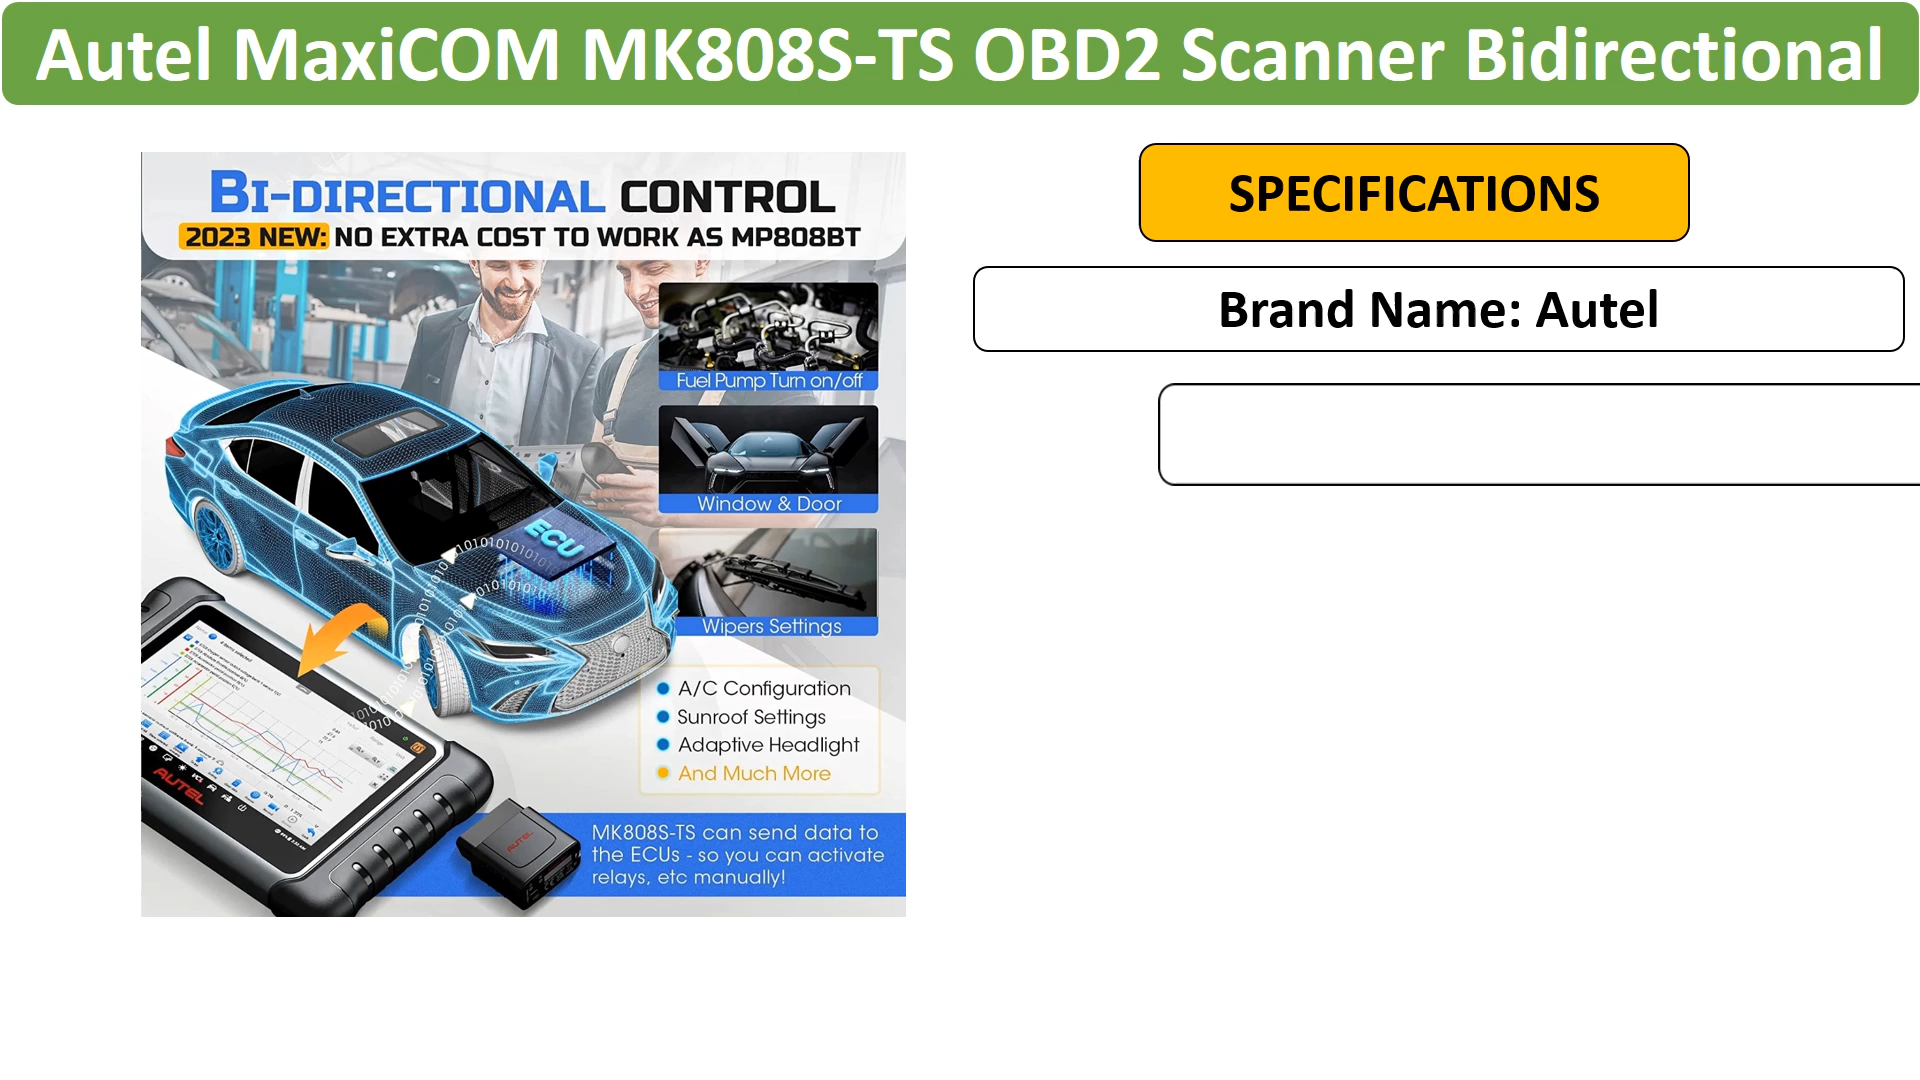 Autel MaxiCOM MK808S-TS OBD2 Scanner Bidirectional
BI-DIRECTIONAL CONTROL
2023 NEW: NO EXTRA COST TO WORK AS MP808BT
Fuel Pump Turn on/off
Window & Door
ECU
Wipers Settings
A/C Configuration
Sunroof Settings
Adaptive Headlight
And Much More
AUTEL
AUTEL
MK808S-TS can send data to
the ECUs - so you can activate
relays, etc manually!
SPECIFICATIONS
Brand Name: Autel